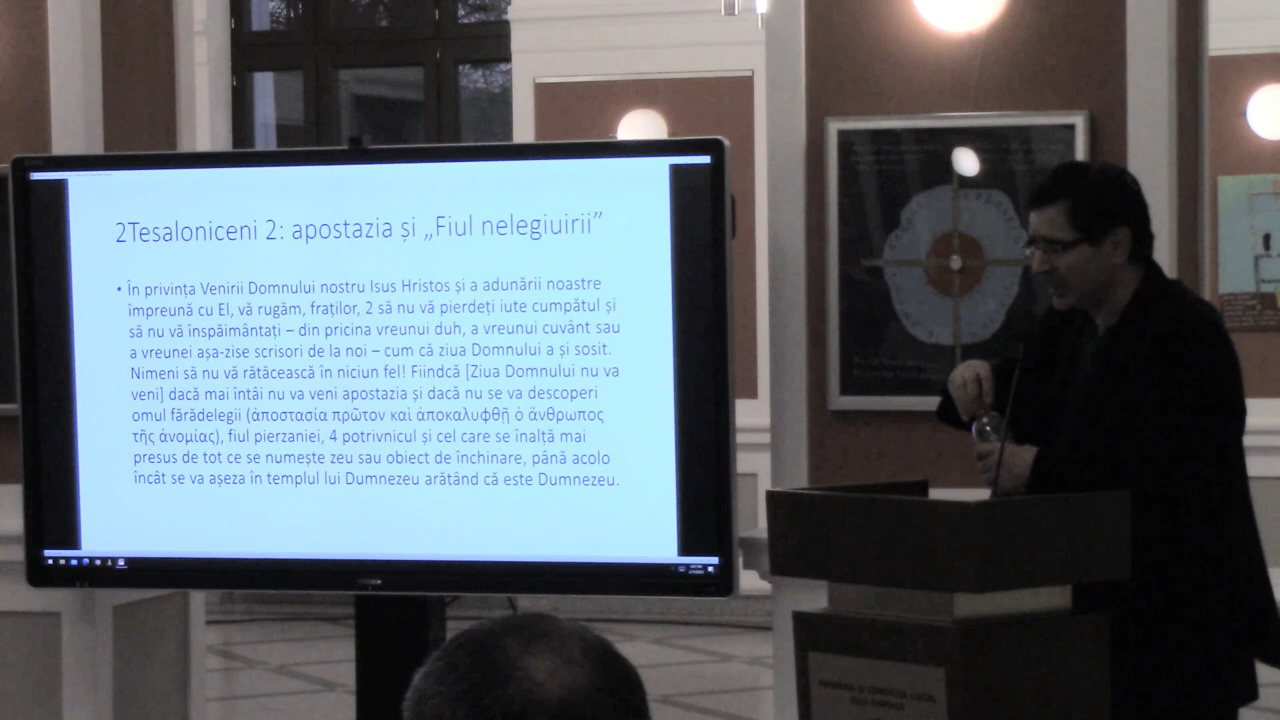 2Tesaloniceni 2: apostazia și „Fiul nelegiuirii”
• În privința Venirii Domnului nostru Isus Hristos și a adunării noastre
împreună cu El, vă rugăm, fraților, 2 să nu vă pierdeți iute cumpătul și
să nu vă înspăimântați – din pricina vreunui duh, a vreunui cuvânt sau
a vreunei așa-zise scrisori de la noi – cum că ziua Domnului a și sosit.
Nimeni să nu vă rătăcească în niciun fel! Fiindcă [Ziua Domnului nu va
veni] dacă mai întâi nu va veni apostazia și dacă nu se va descoperi
omul fărădelegii (ἀποστασία πρῶτον καὶ ἀποκαλυφθῇ ὁ ἄνθρωπος
τῆς ἀνομίας), fiul pierzaniei, 4 potrivnicul și cel care se înalță mai
presus de tot ce se numește zeu sau obiect de închinare, până acolo
încât se va așeza în templul lui Dumnezeu arătând că este Dumnezeu.
PRIMĂRIA ȘI CONSILIUL LOCAL
CLUJ-NAPOCA